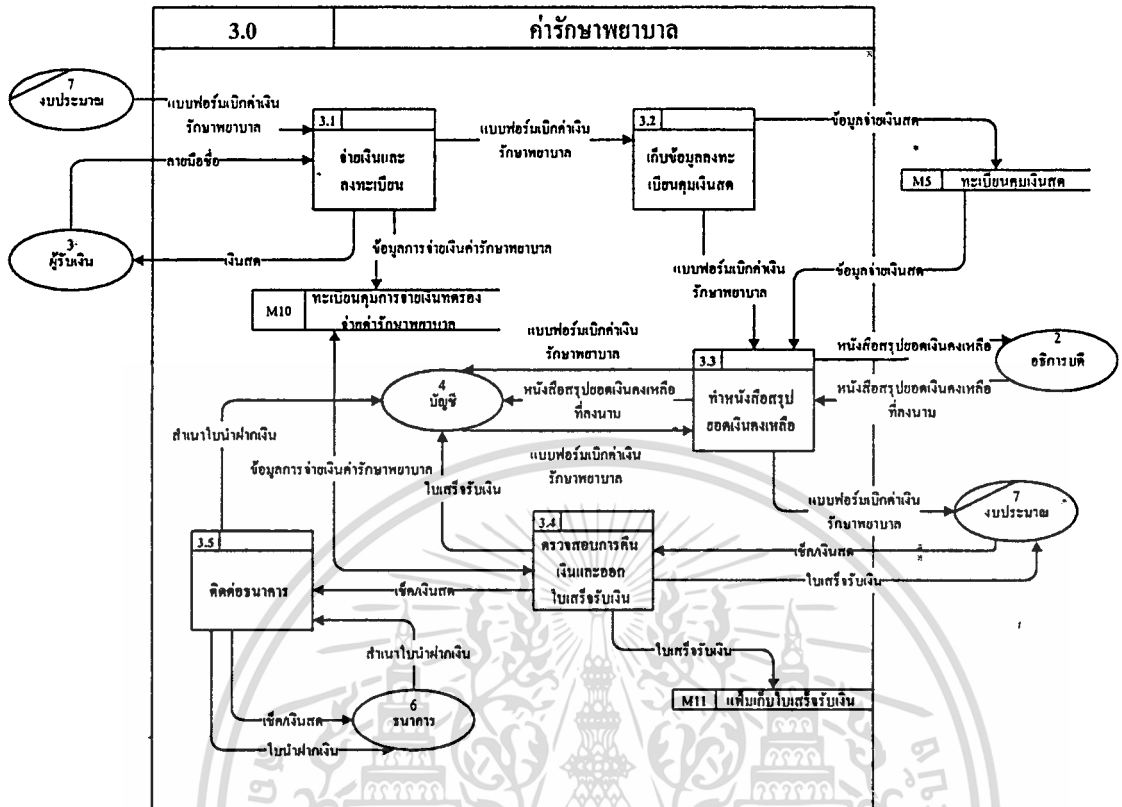 3.0
ค่ารักษาพยาบาล
7
งบประมาณ
แบบฟอร์มเบิกค่าเงิน
รักษาพยาบาล
3.1
จ่ายเงินและ
ลงทะเบียน
แบบฟอร์มเบิกค่าเงิน
รักษาพยาบาล
3.2
เก็บข้อมูลลงทะ
เบียนคุมเงินสด
ข้อมูลจ่ายเงินสด
M5
ทะเบียนคุมเงินสด
ลายมือชื่อ
3
ผู้รับเงิน
เงินสด
ข้อมูลการจ่ายเงินค่ารักษาพยาบาล
แบบฟอร์มเบิกค่าเงิน
รักษาพยาบาล
ข้อมูลจ่ายเงินสด
M10
ทะเบียนคุมการจ่ายเงินทดรอง
จ่ายค่ารักษาพยาบาล
แบบฟอร์มเบิกค่าเงิน
รักษาพยาบาล
3.3
ทำหนังสือสรุป
ยอดเงินคงเหลือ
หนังสือสรุปยอดเงินคงเหลือ
2
อธิการบดี
4
บัญชี
หนังสือสรุปยอดเงินคงเหลือ
ที่ลงนาม
หนังสือสรุปยอดเงินคงเหลือ
ที่ลงนาม
สำเนาใบนำฝากเงิน
ข้อมูลการจ่ายเงินค่ารักษาพยาบาล
ใบเสร็จรับเงิน
แบบฟอร์มเบิกค่าเงิน
รักษาพยาบาล
แบบฟอร์มเบิกค่าเงิน
รักษาพยาบาล
7
งบประมาณ
3.5
ติดต่อธนาคาร
3.4
ตรวจสอบการคืน
เงินและออก
ใบเสร็จรับเงิน
เช็ค/เงินสด
ใบเสร็จรับเงิน
เช็ค/เงินสด
สำเนาใบนำฝากเงิน
ใบเสร็จรับเงิน
M11
แฟ้มเก็บใบเสร็จรับเงิน
6
ธนาคาร
เช็ค/เงินสด
ใบนำฝากเงิน